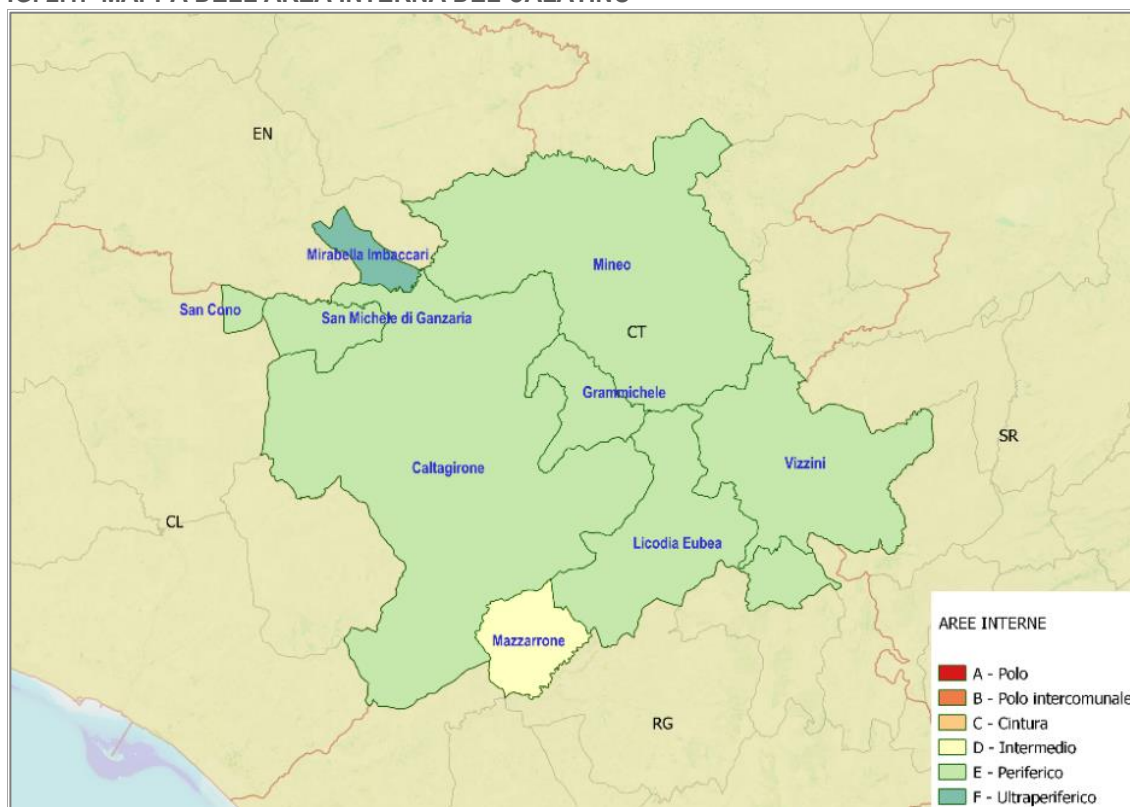 EN
Mirabella Imbaccari
Mineo
San Cono
San Michele di Ganzaria
CT
Grammichele
SR
Caltagirone
Vizzini
CL
Licodia Eubea
Mazzarrone
RG
AREE INTERNE
A - Polo
B - Polo intercomunale
C - Cintura
D - Intermedio
E - Periferico
F - Ultraperiferico